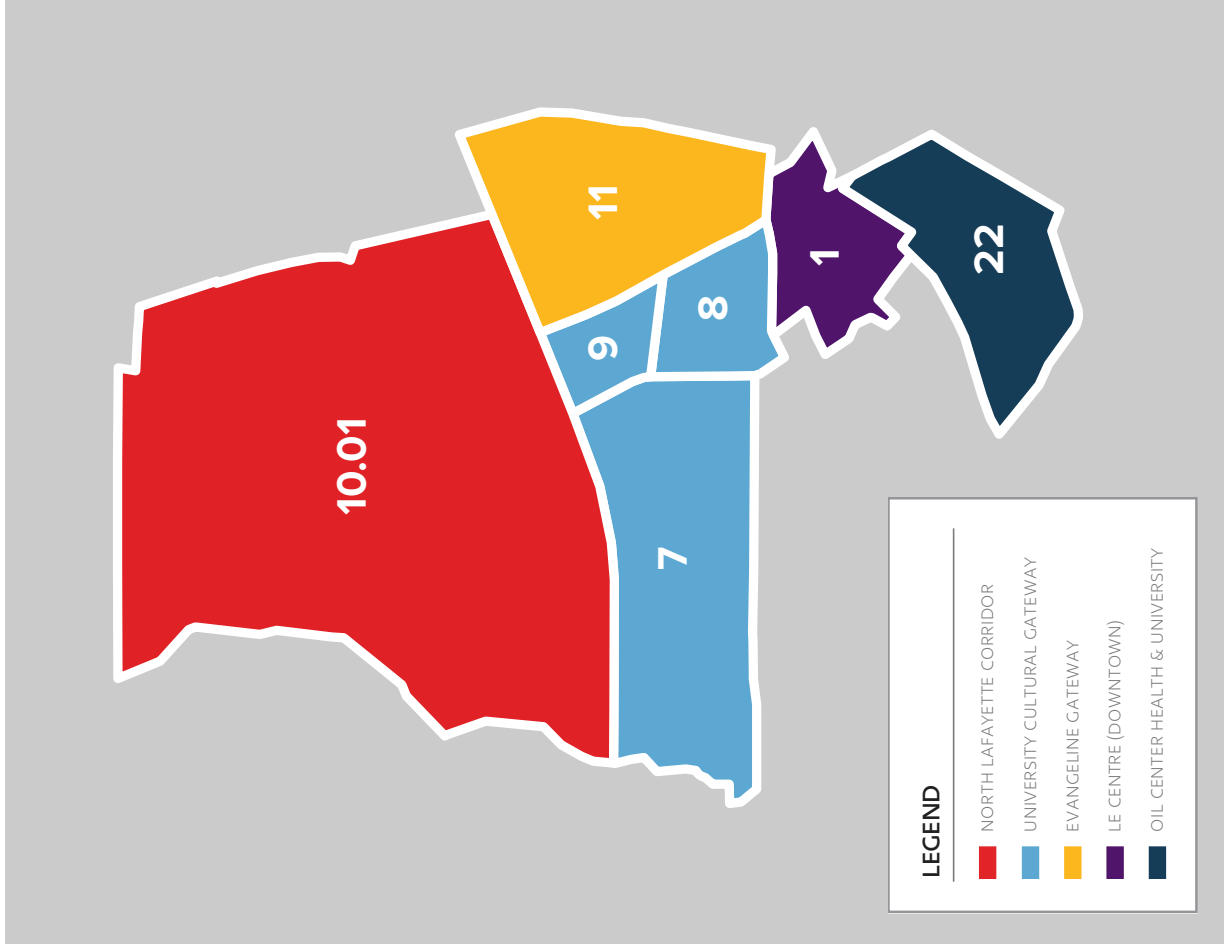 10.01
11
9
8
7
1
22
LEGEND
NORTH LAFAYETTE CORRIDOR
UNIVERSITY CULTURAL GATEWAY
EVANGELINE GATEWAY
LE CENTRE (DOWNTOWN)
OIL CENTER HEALTH & UNIVERSITY